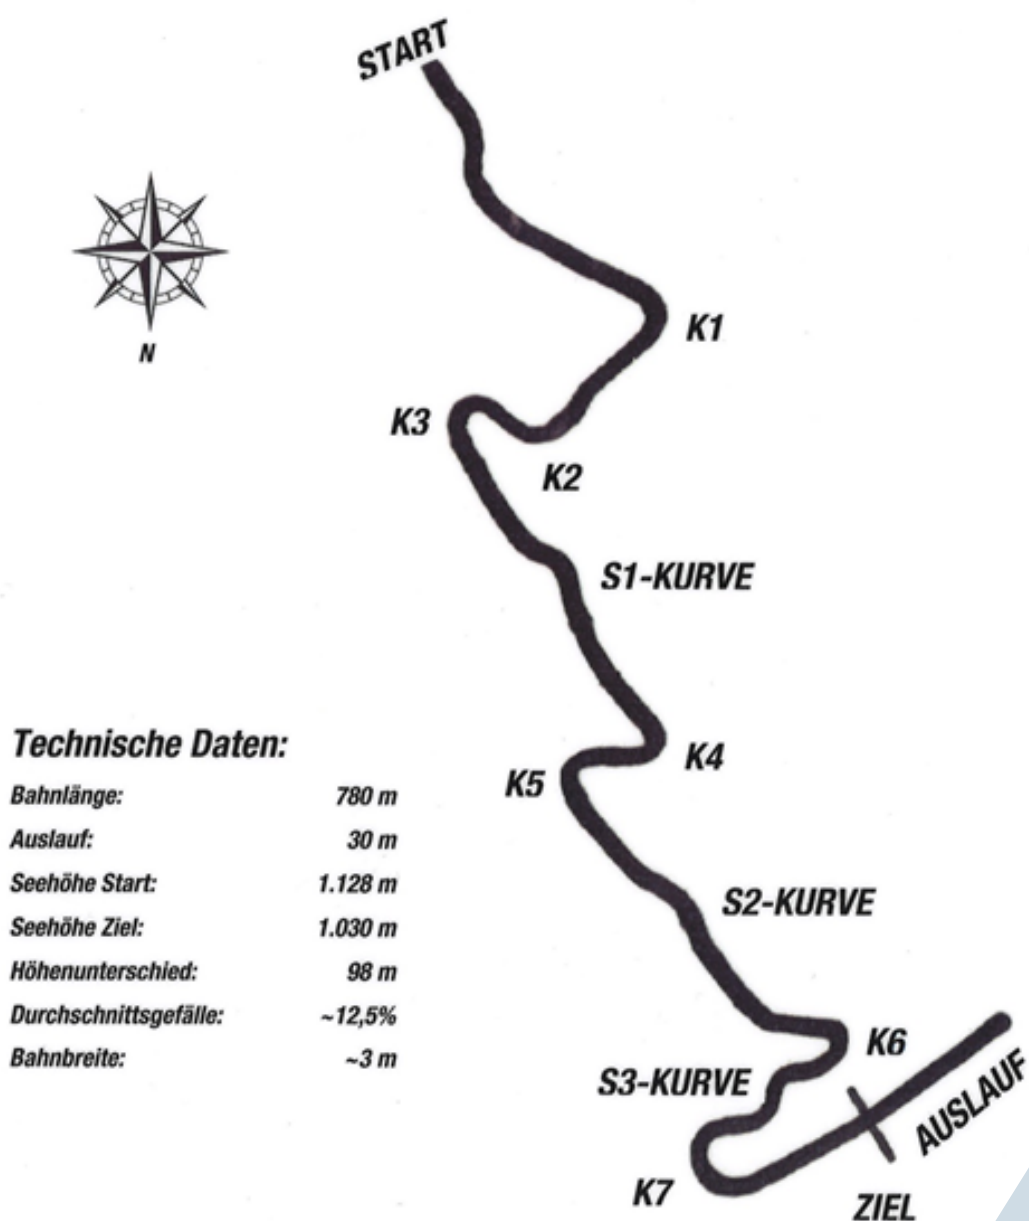 START
N
K1
K3
K2
S1-KURVE
K4
K5
S2-KURVE
K6
S3-KURVE
AUSLAUF
K7
ZIEL
Technische Daten:
Bahnlänge: 780 m
Auslauf: 30 m
Seehöhe Start: 1.128 m
Seehöhe Ziel: 1.030 m
Höhenunterschied: 98 m
Durchschnittsgefälle: ~12,5%
Bahnbreite: ~3 m